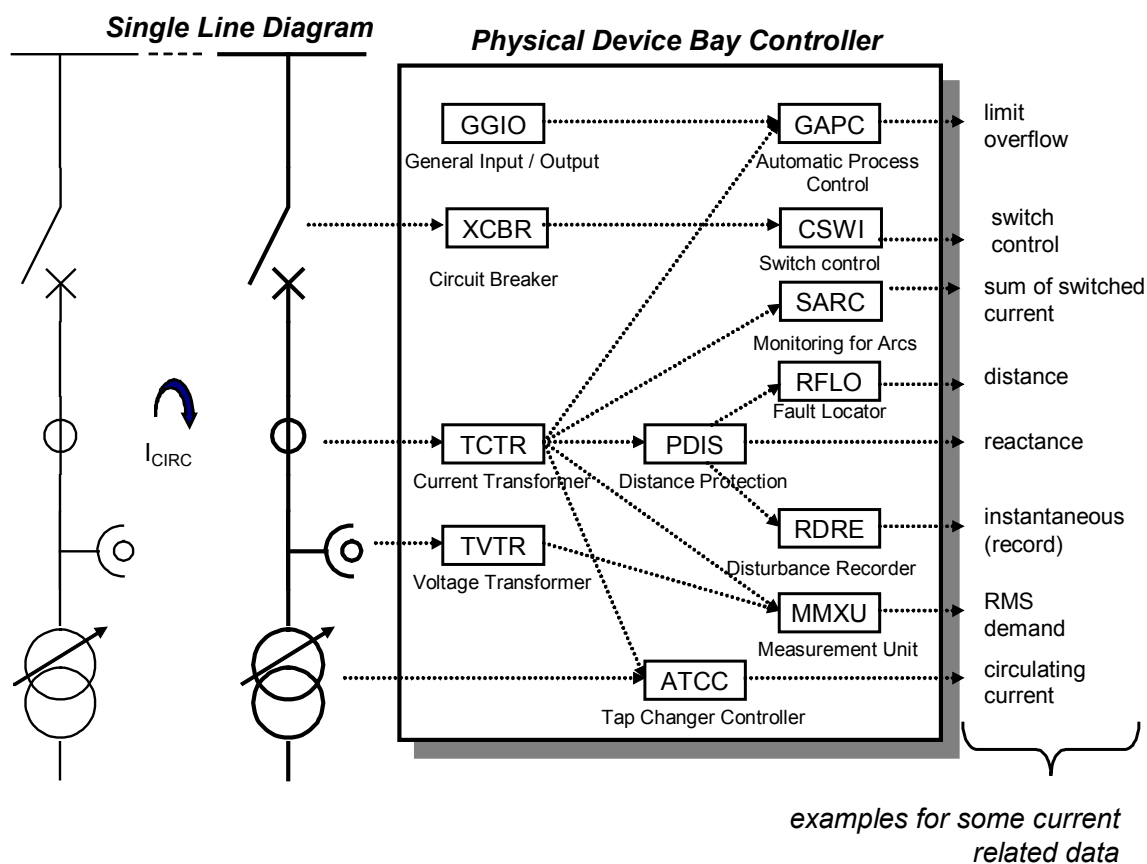 Single Line Diagram
Physical Device Bay Controller
GGIO
General Input / Output
GAPC
Automatic Process
Control
limit
overflow
XCBR
Circuit Breaker
CSWI
Switch control
switch
control
SARC
Monitoring for Arcs
sum of switched
current
RFLO
Fault Locator
distance
ICIRC
TCTR
Current Transformer
PDIS
Distance Protection
reactance
RDRE
Disturbance Recorder
instantaneous
(record)
TVTR
Voltage Transformer
MMXU
Measurement Unit
RMS
demand
ATCC
Tap Changer Controller
circulating
current
examples for some current
related data